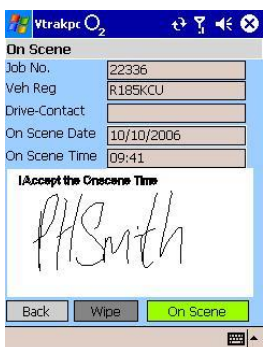 Vtrakpc O2
On Scene
Job No. 22336
Veh Reg R185KCU
Drive-Contact
On Scene Date 10/10/2006
On Scene Time 09:41
I Accept the Onscene Time
PHSmith
Back Wipe On Scene